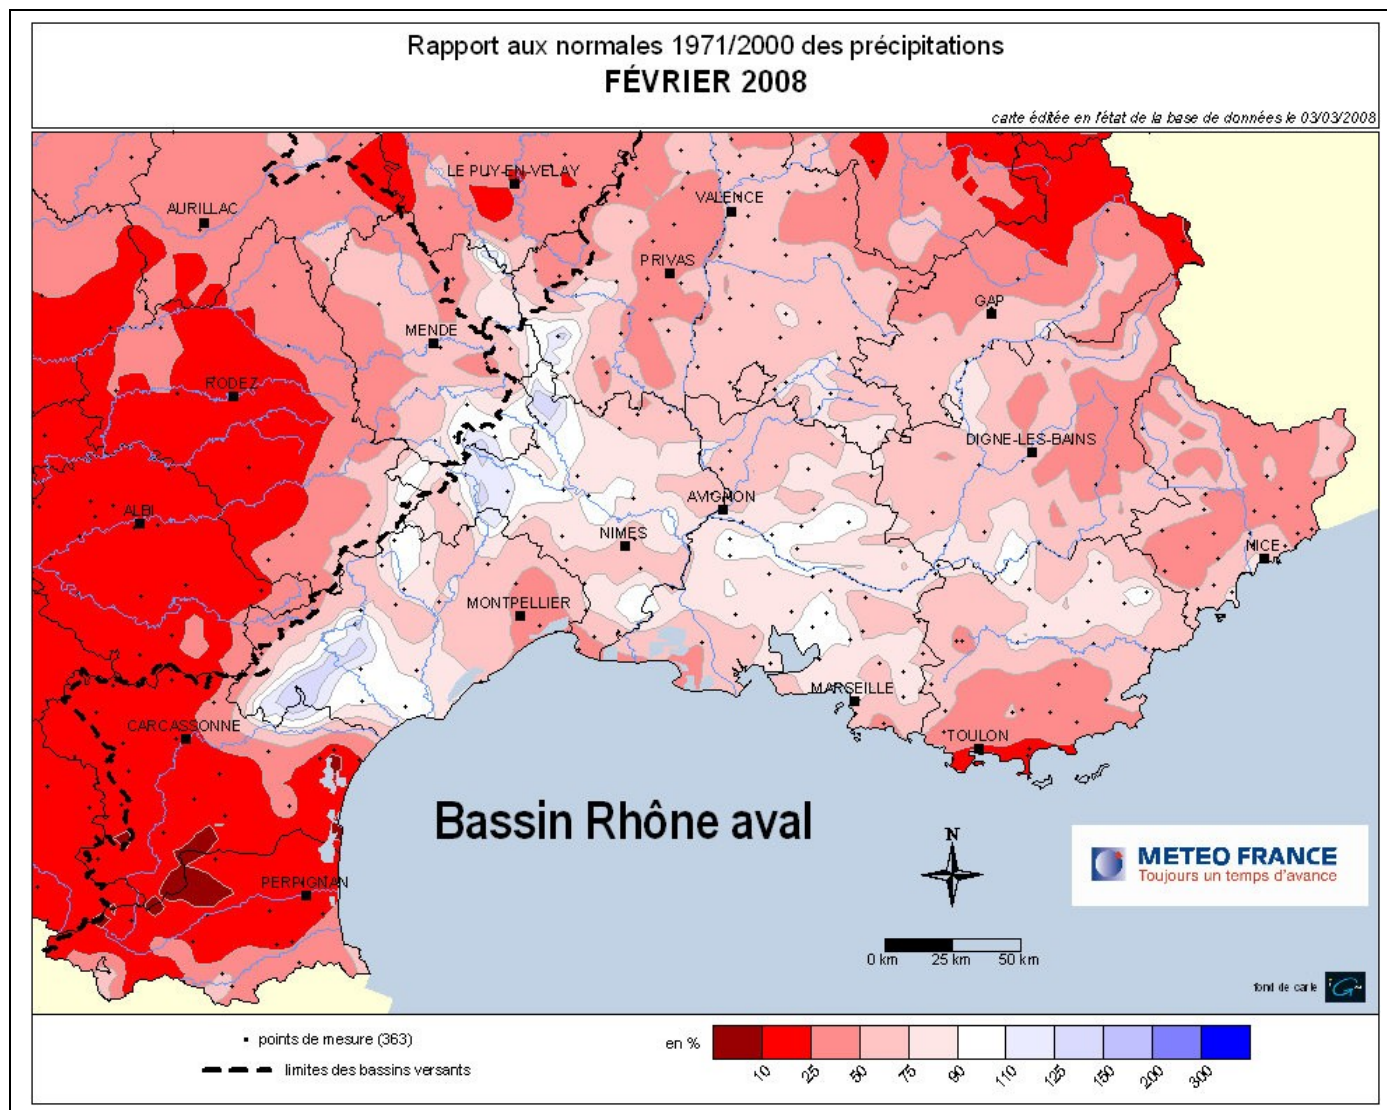 Rapport aux normales 1971/2000 des précipitations
FÉVRIER 2008
carte éditée en l'état de la base de données le 03/03/2008
LE PUY-EN-VELAY
AURILLAC
VALENCE
PRIVAS
GAP
MENDE
RODEZ
DIGNE-LES-BAINS
ALBI
AVIGNON
NIMES
NICE
MONTPELLIER
MARSEILLE
CARCASSONNE
TOULON
Bassin Rhône aval
N
METEO FRANCE
Toujours un temps d'avance
PERPIGNAN
0 km 25 km 50 km
fond de carte
points de mesure (363)
limites des bassins versants
en %
10 25 50 75 90 110 125 150 200 300